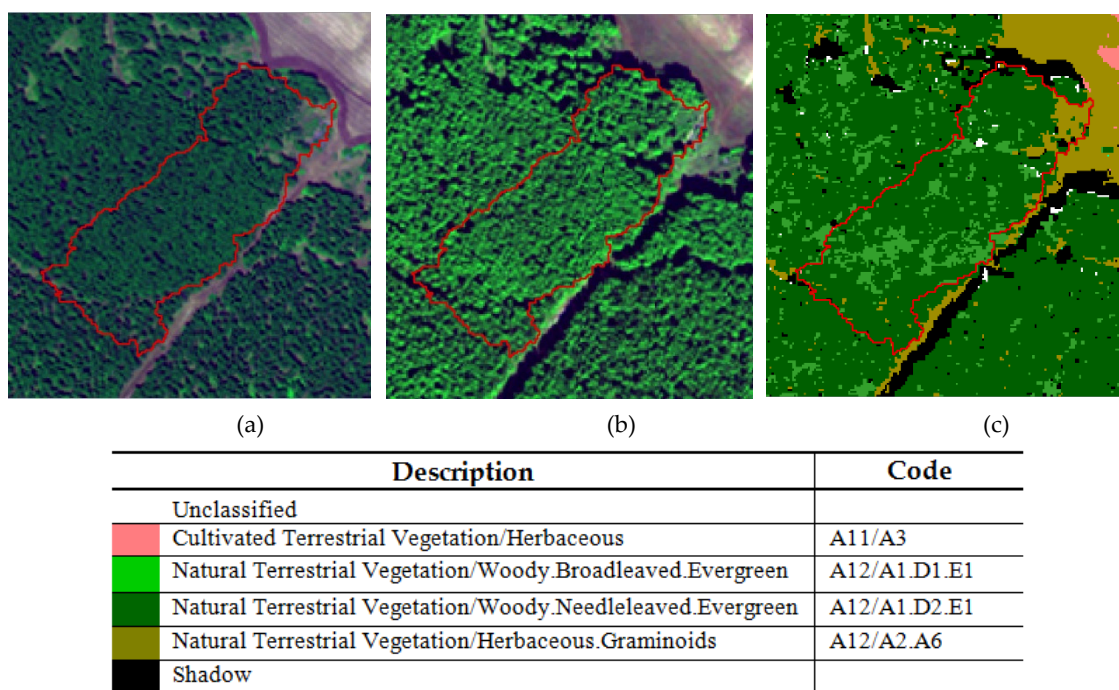 (a) (b) (c)
Description Code
Unclassified
Cultivated Terrestrial Vegetation/Herbaceous A11/A3
Natural Terrestrial Vegetation/Woody.Broadleaved.Evergreen A12/A1.D1.E1
Natural Terrestrial Vegetation/Woody.Needleleaved.Evergreen A12/A1.D2.E1
Natural Terrestrial Vegetation/Herbaceous.Graminoids A12/A2.A6
Shadow